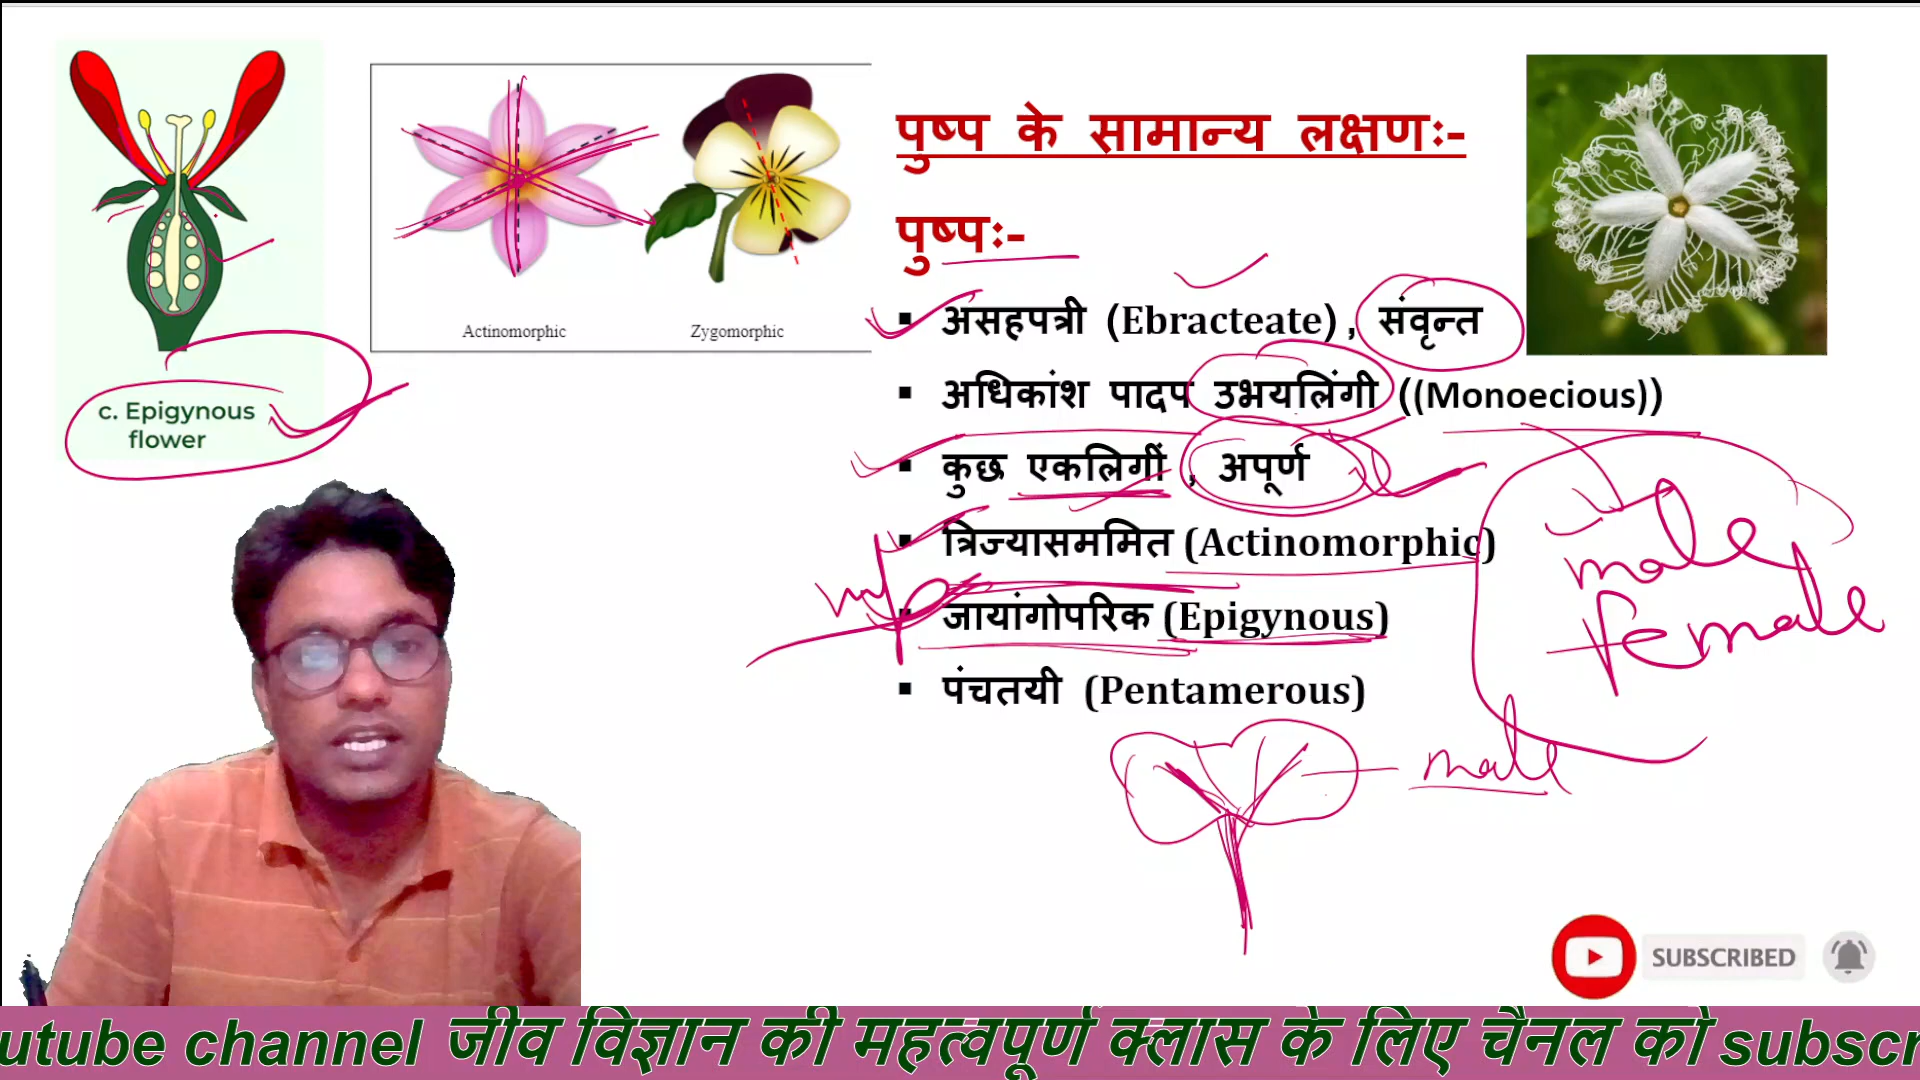 Actinomorphic
Zygomorphic
c. Epigynous
flower
पुष्प के सामान्य लक्षणः-
पुष्पः-
▪ असहपत्री (Ebracteate) , संवृन्त
▪ अधिकांश पादप उभयलिंगी ((Monoecious))
▪ कुछ एकलिगीं , अपूर्ण
▪ त्रिज्यासममित (Actinomorphic)
▪ जायांगोपरिक (Epigynous)
▪ पंचतयी (Pentamerous)
male
female
male
SUBSCRIBED
utube channel जीव विज्ञान की महत्वपूर्ण क्लास के लिए चैनल को subscr